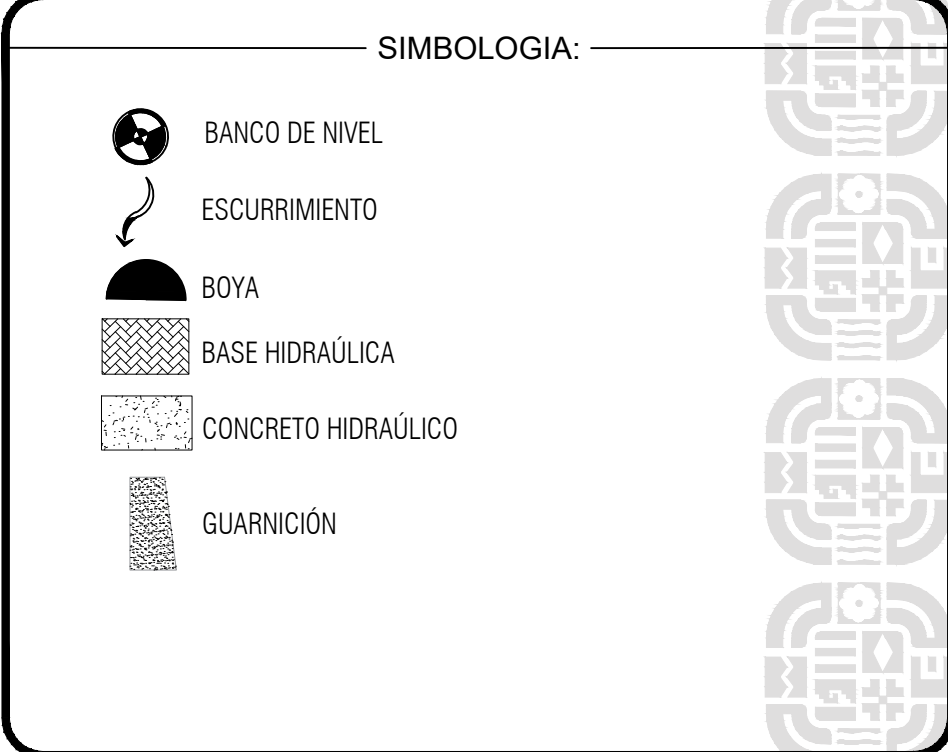 SIMBOLOGIA:
BANCO DE NIVEL
ESCURRIMIENTO
BOYA
BASE HIDRAÚLICA
CONCRETO HIDRAÚLICO
GUARNICIÓN